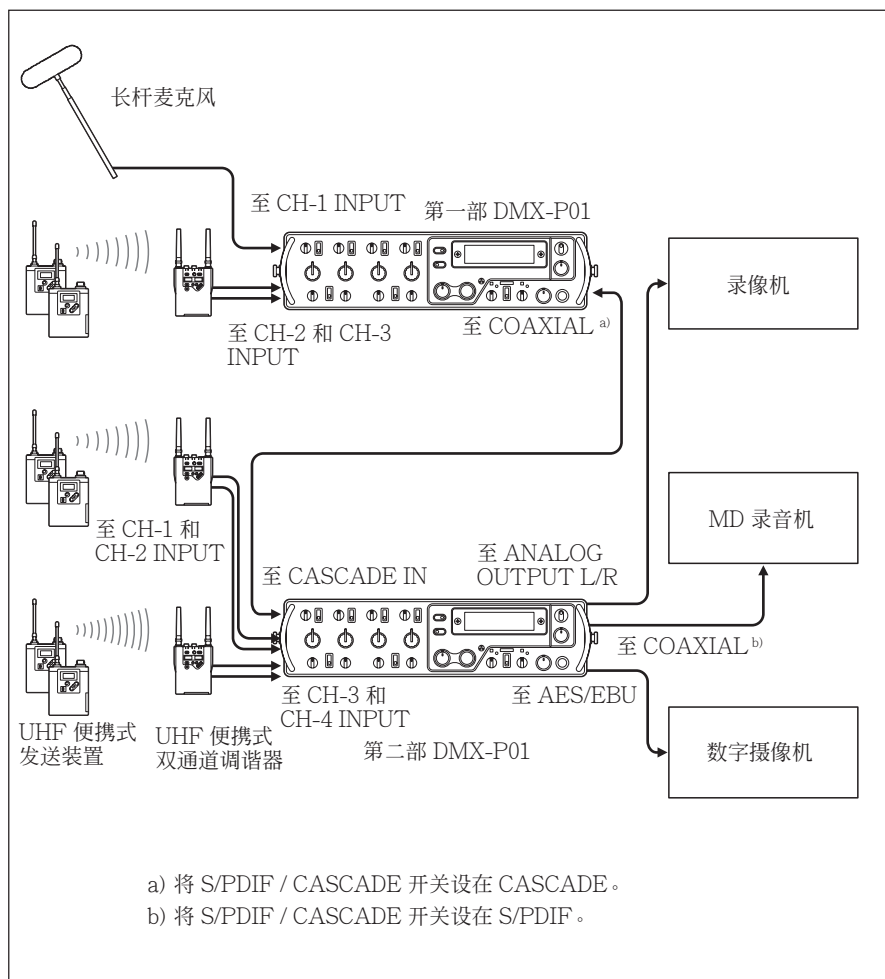 长杆麦克风
至 CH-1 INPUT
第一部 DMX-P01
至 CH-2 和 CH-3
INPUT
至 COAXIAL a)
录像机
至 CH-1 和
CH-2 INPUT
至 CASCADE IN
至 ANALOG
OUTPUT L/R
MD 录音机
至 COAXIAL b)
至 CH-3 和
CH-4 INPUT
至 AES/EBU
UHF 便携式
发送装置
UHF 便携式
双通道调谐器
第二部 DMX-P01
数字摄像机
a) 将 S/PDIF / CASCADE 开关设在 CASCADE。
b) 将 S/PDIF / CASCADE 开关设在 S/PDIF。